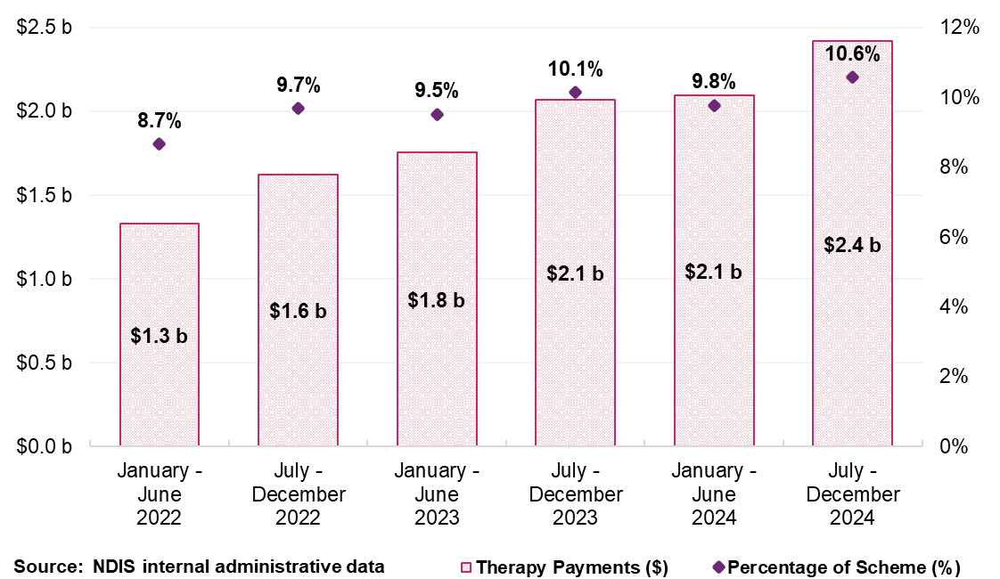 $2.5 b
$2.0 b
$1.5 b
$1.0 b
$0.5 b
$0.0 b
12%
10%
8%
6%
4%
2%
0%
8.7%
9.7%
9.5%
10.1%
9.8%
10.6%
$1.3 b
$1.6 b
$1.8 b
$2.1 b
$2.1 b
$2.4 b
January -
June
2022
July -
December
2022
January -
June
2023
July -
December
2023
January -
June
2024
July -
December
2024
Source: NDIS internal administrative data
Therapy Payments ($)
Percentage of Scheme (%)